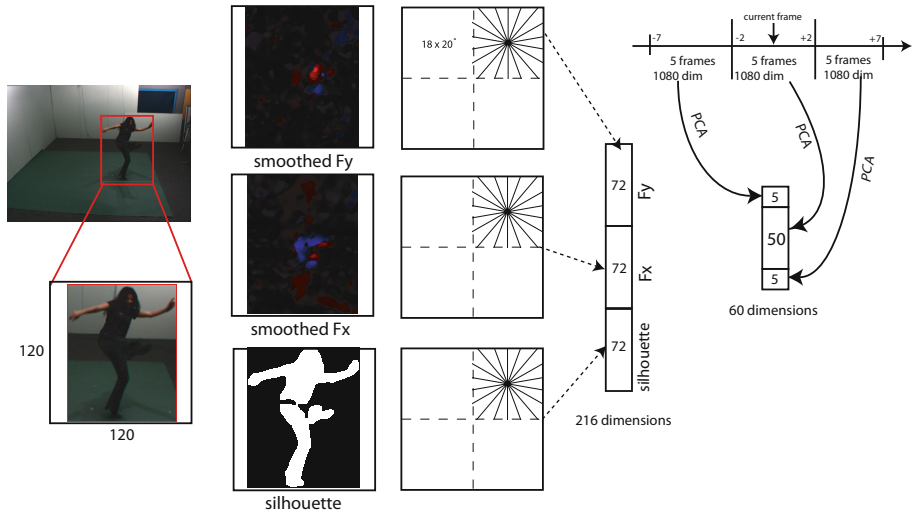 current frame
-7
-2
+2
+7
5 frames
1080 dim
5 frames
1080 dim
5 frames
1080 dim
PCA
PCA
PCA
5
50
5
60 dimensions
18 x 20°
smoothed Fy
smoothed Fx
silhouette
72
Fy
72
Fx
72
silhouette
216 dimensions
120
120